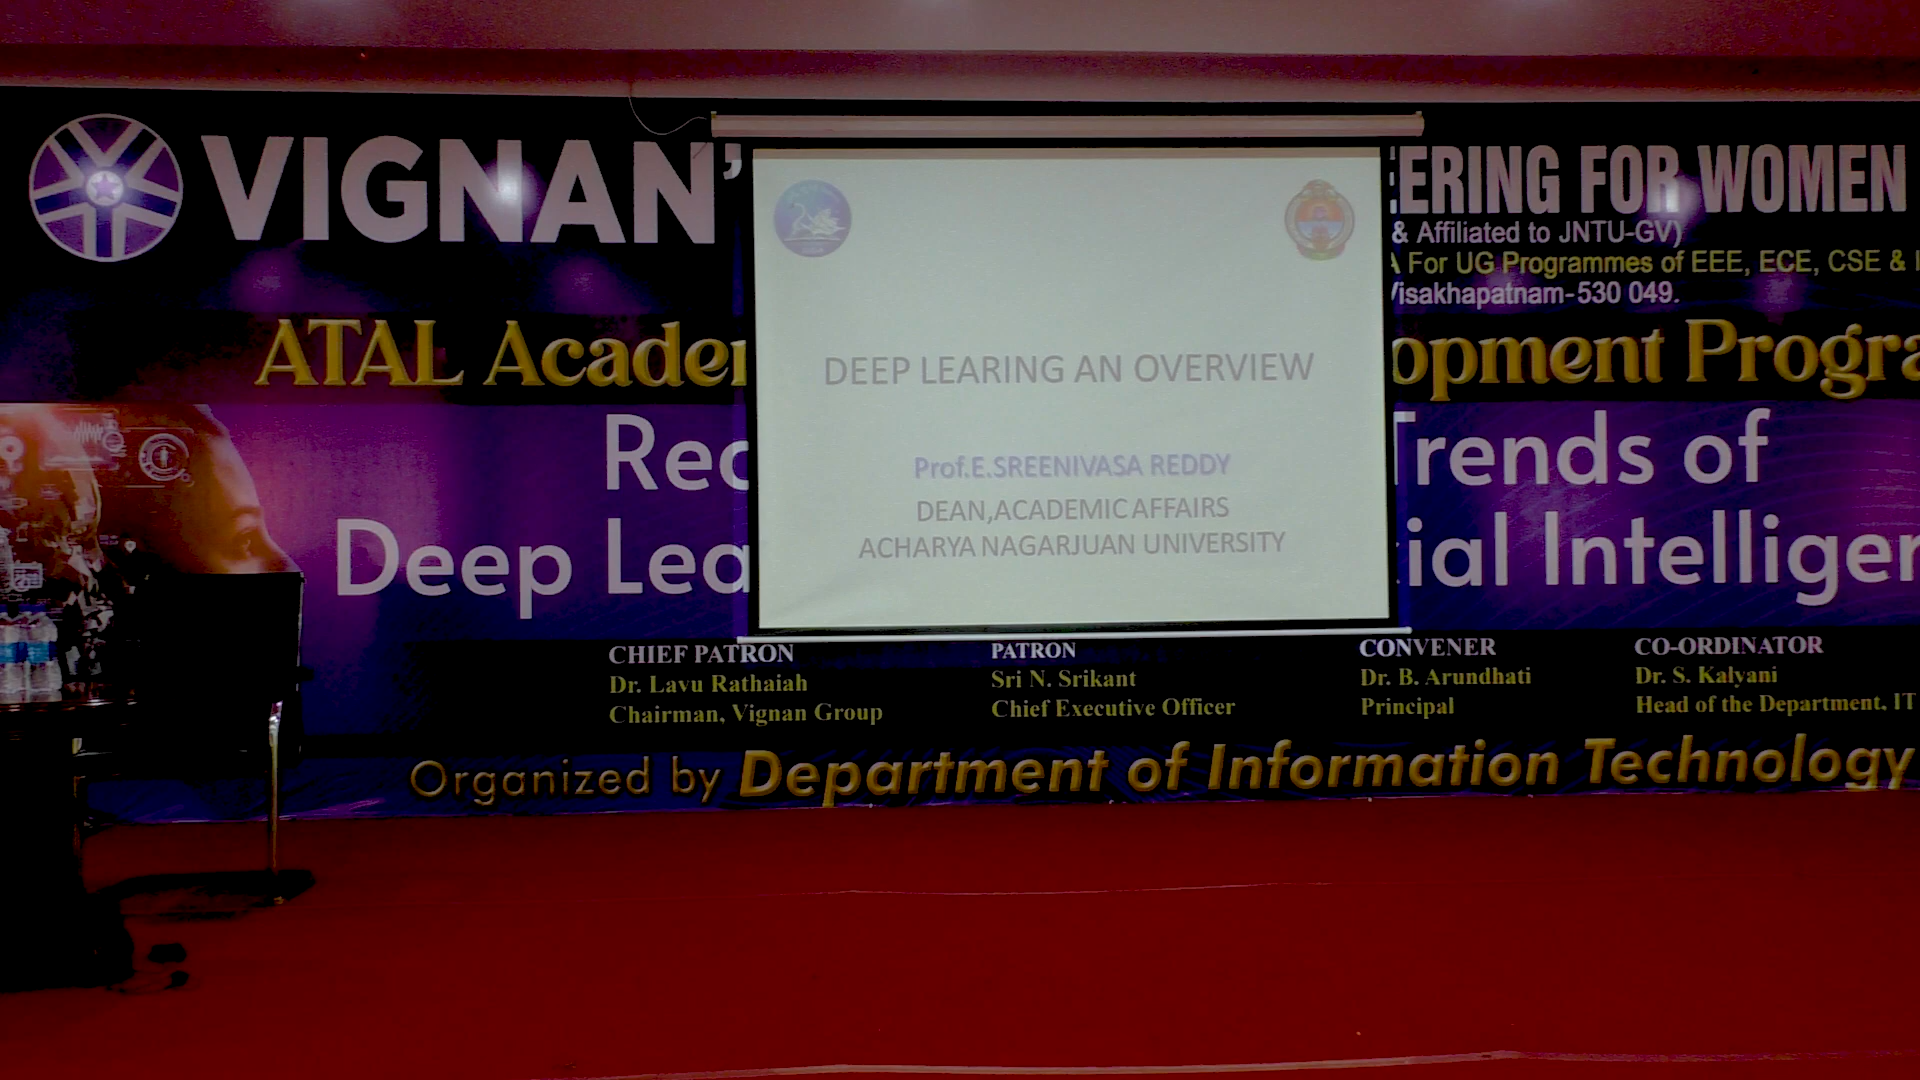 VIGNAN'
ERING FOR WOMEN
& Affiliated to JNTU-GV)
For UG Programmes of EEE, ECE, CSE &
Visakhapatnam-530 049.
ATAL Acade
opment Progra
Rec
Trends of
Deep Lea
ial Intelligen
DEEP LEARING AN OVERVIEW
Prof.E.SREENIVASA REDDY
DEAN,ACADEMIC AFFAIRS
ACHARYA NAGARJUAN UNIVERSITY
CHIEF PATRON
Dr. Lavu Rathaiah
Chairman, Vignan Group
PATRON
Sri N. Srikant
Chief Executive Officer
CONVENER
Dr. B. Arundhati
Principal
CO-ORDINATOR
Dr. S. Kalyani
Head of the Department, IT
Organized by Department of Information Technology